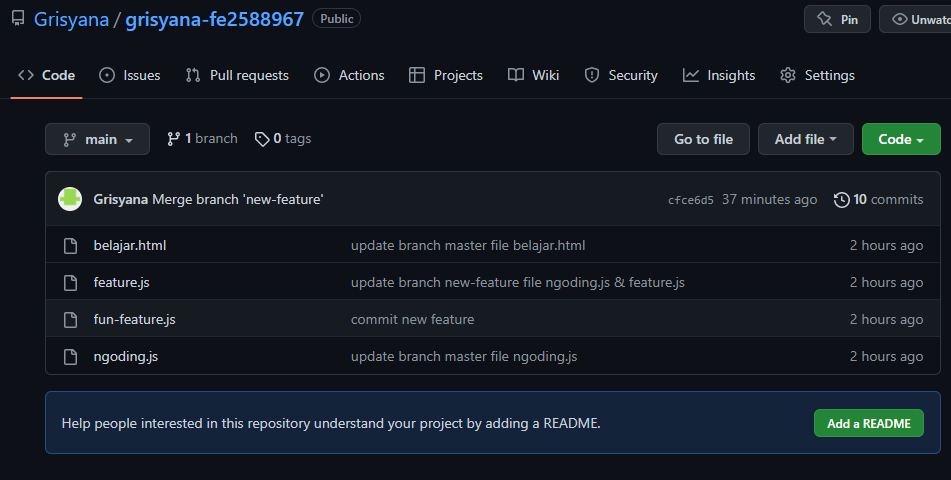 Grisyana / grisyana-fe2588967 Public Pin Unwatc
Code Issues Pull requests Actions Projects Wiki Security Insights Settings
main 1 branch 0 tags Go to file Add file Code
Grisyana Merge branch 'new-feature' cfce6d5 37 minutes ago 10 commits
belajar.html update branch master file belajar.html 2 hours ago
feature.js update branch new-feature file ngoding.js & feature.js 2 hours ago
fun-feature.js commit new feature 2 hours ago
ngoding.js update branch master file ngoding.js 2 hours ago
Help people interested in this repository understand your project by adding a README. Add a README